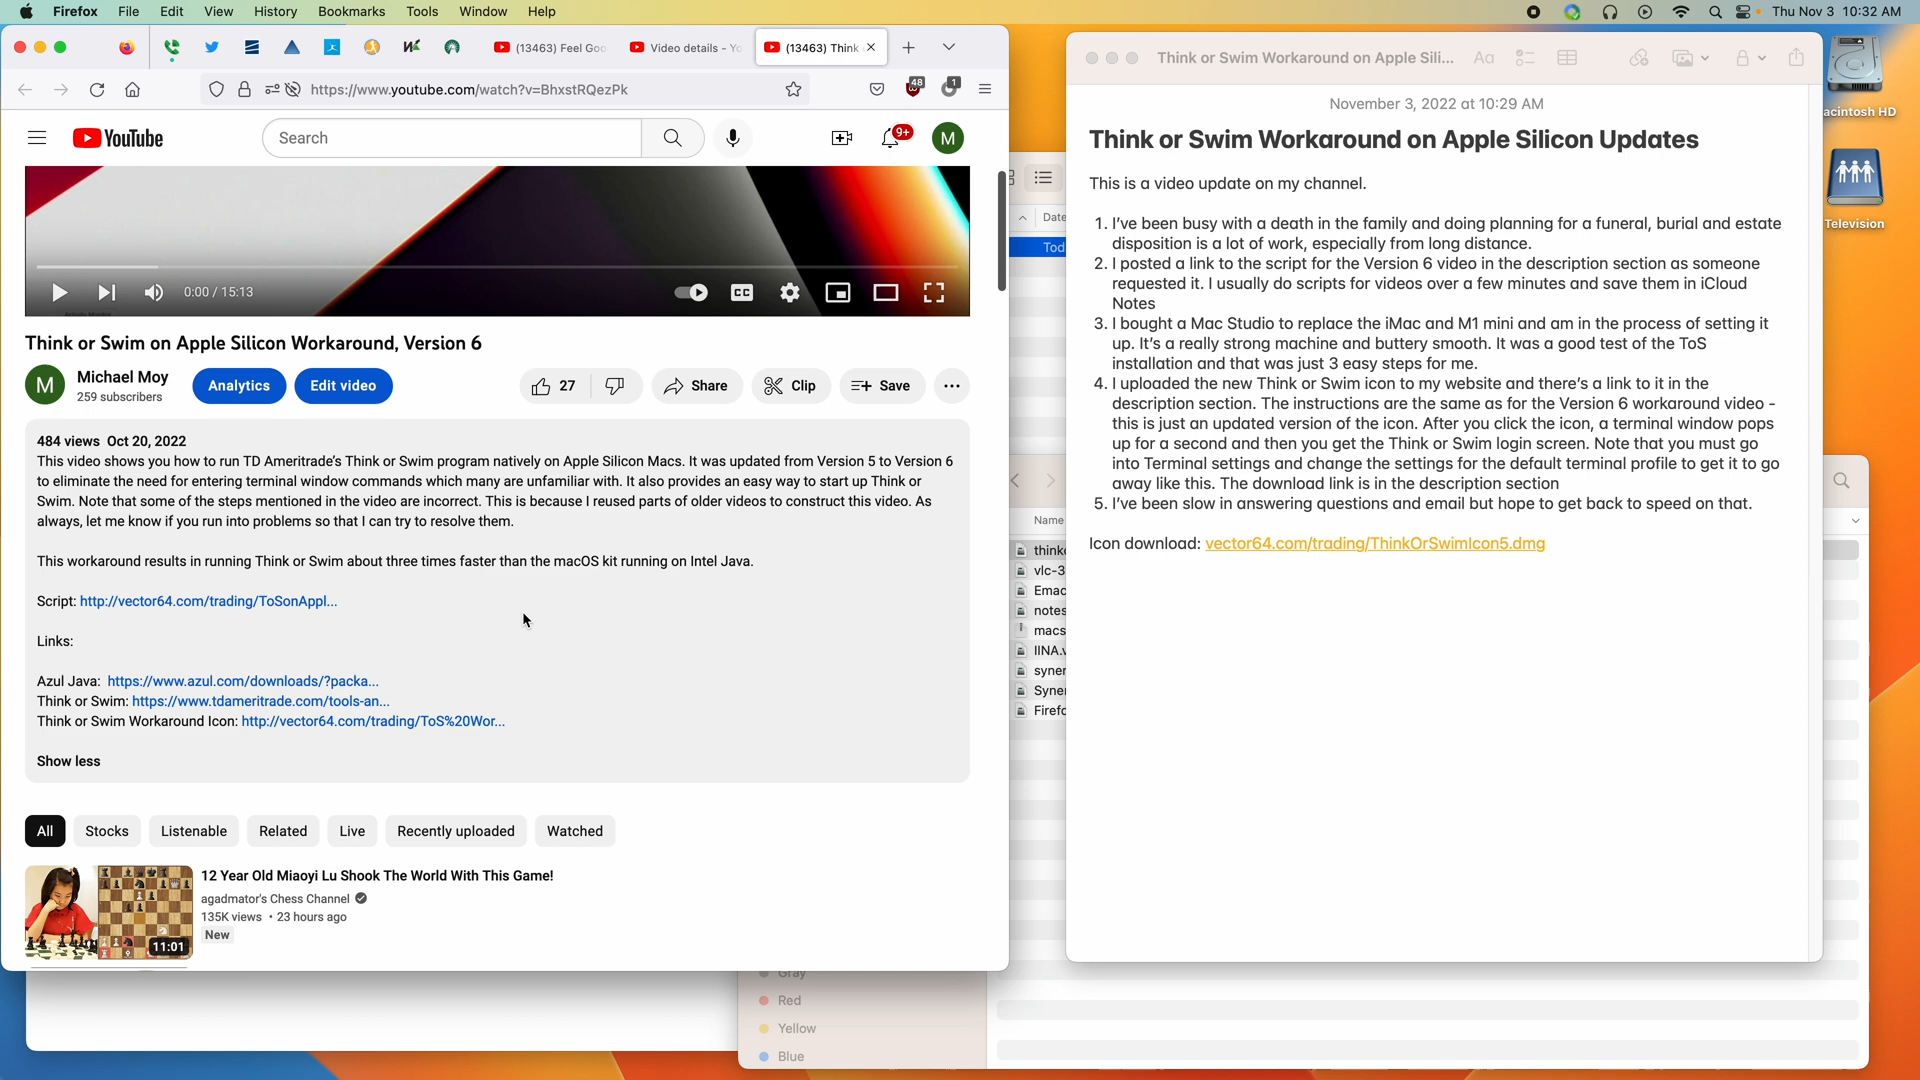 Firefox File Edit View History Bookmarks Tools Window Help
Thu Nov 3 10:32 AM
(13463) Feel Goo
Video details - Yo
(13463) Think
https://www.youtube.com/watch?v=BhxstRQezPk
48
1
YouTube
Search
9+
M
0:00 / 15:13
CC
Think or Swim on Apple Silicon Workaround, Version 6
M
Michael Moy
259 subscribers
Analytics
Edit video
27
Share
Clip
Save
484 views Oct 20, 2022
This video shows you how to run TD Ameritrade's Think or Swim program natively on Apple Silicon Macs. It was updated from Version 5 to Version 6
to eliminate the need for entering terminal window commands which many are unfamiliar with. It also provides an easy way to start up Think or
Swim. Note that some of the steps mentioned in the video are incorrect. This is because I reused parts of older videos to construct this video. As
always, let me know if you run into problems so that I can try to resolve them.
This workaround results in running Think or Swim about three times faster than the macOS kit running on Intel Java.
Script: http://vector64.com/trading/ToSonAppl...
Links:
Azul Java: https://www.azul.com/downloads/?packa...
Think or Swim: https://www.tdameritrade.com/tools-an...
Think or Swim Workaround Icon: http://vector64.com/trading/ToS%20Wor...
Show less
All
Stocks
Listenable
Related
Live
Recently uploaded
Watched
12 Year Old Miaoyi Lu Shook The World With This Game!
agadmator's Chess Channel
135K views • 23 hours ago
New
11:01
Think or Swim Workaround on Apple Sili...
Aa
November 3, 2022 at 10:29 AM
Think or Swim Workaround on Apple Silicon Updates
This is a video update on my channel.
1. I've been busy with a death in the family and doing planning for a funeral, burial and estate
disposition is a lot of work, especially from long distance.
2. I posted a link to the script for the Version 6 video in the description section as someone
requested it. I usually do scripts for videos over a few minutes and save them in iCloud
Notes
3. I bought a Mac Studio to replace the iMac and M1 mini and am in the process of setting it
up. It's a really strong machine and buttery smooth. It was a good test of the ToS
installation and that was just 3 easy steps for me.
4. I uploaded the new Think or Swim icon to my website and there's a link to it in the
description section. The instructions are the same as for the Version 6 workaround video -
this is just an updated version of the icon. After you click the icon, a terminal window pops
up for a second and then you get the Think or Swim login screen. Note that you must go
into Terminal settings and change the settings for the default terminal profile to get it to go
away like this. The download link is in the description section
5. I've been slow in answering questions and email but hope to get back to speed on that.
Icon download: vector64.com/trading/ThinkOrSwimIcon5.dmg
Date
Tod
Name
think
vlc-3
Emac
notes
macs
IINA.v
syner
Syner
Firefo
Gray
Red
Yellow
Blue
acintosh HD
Television